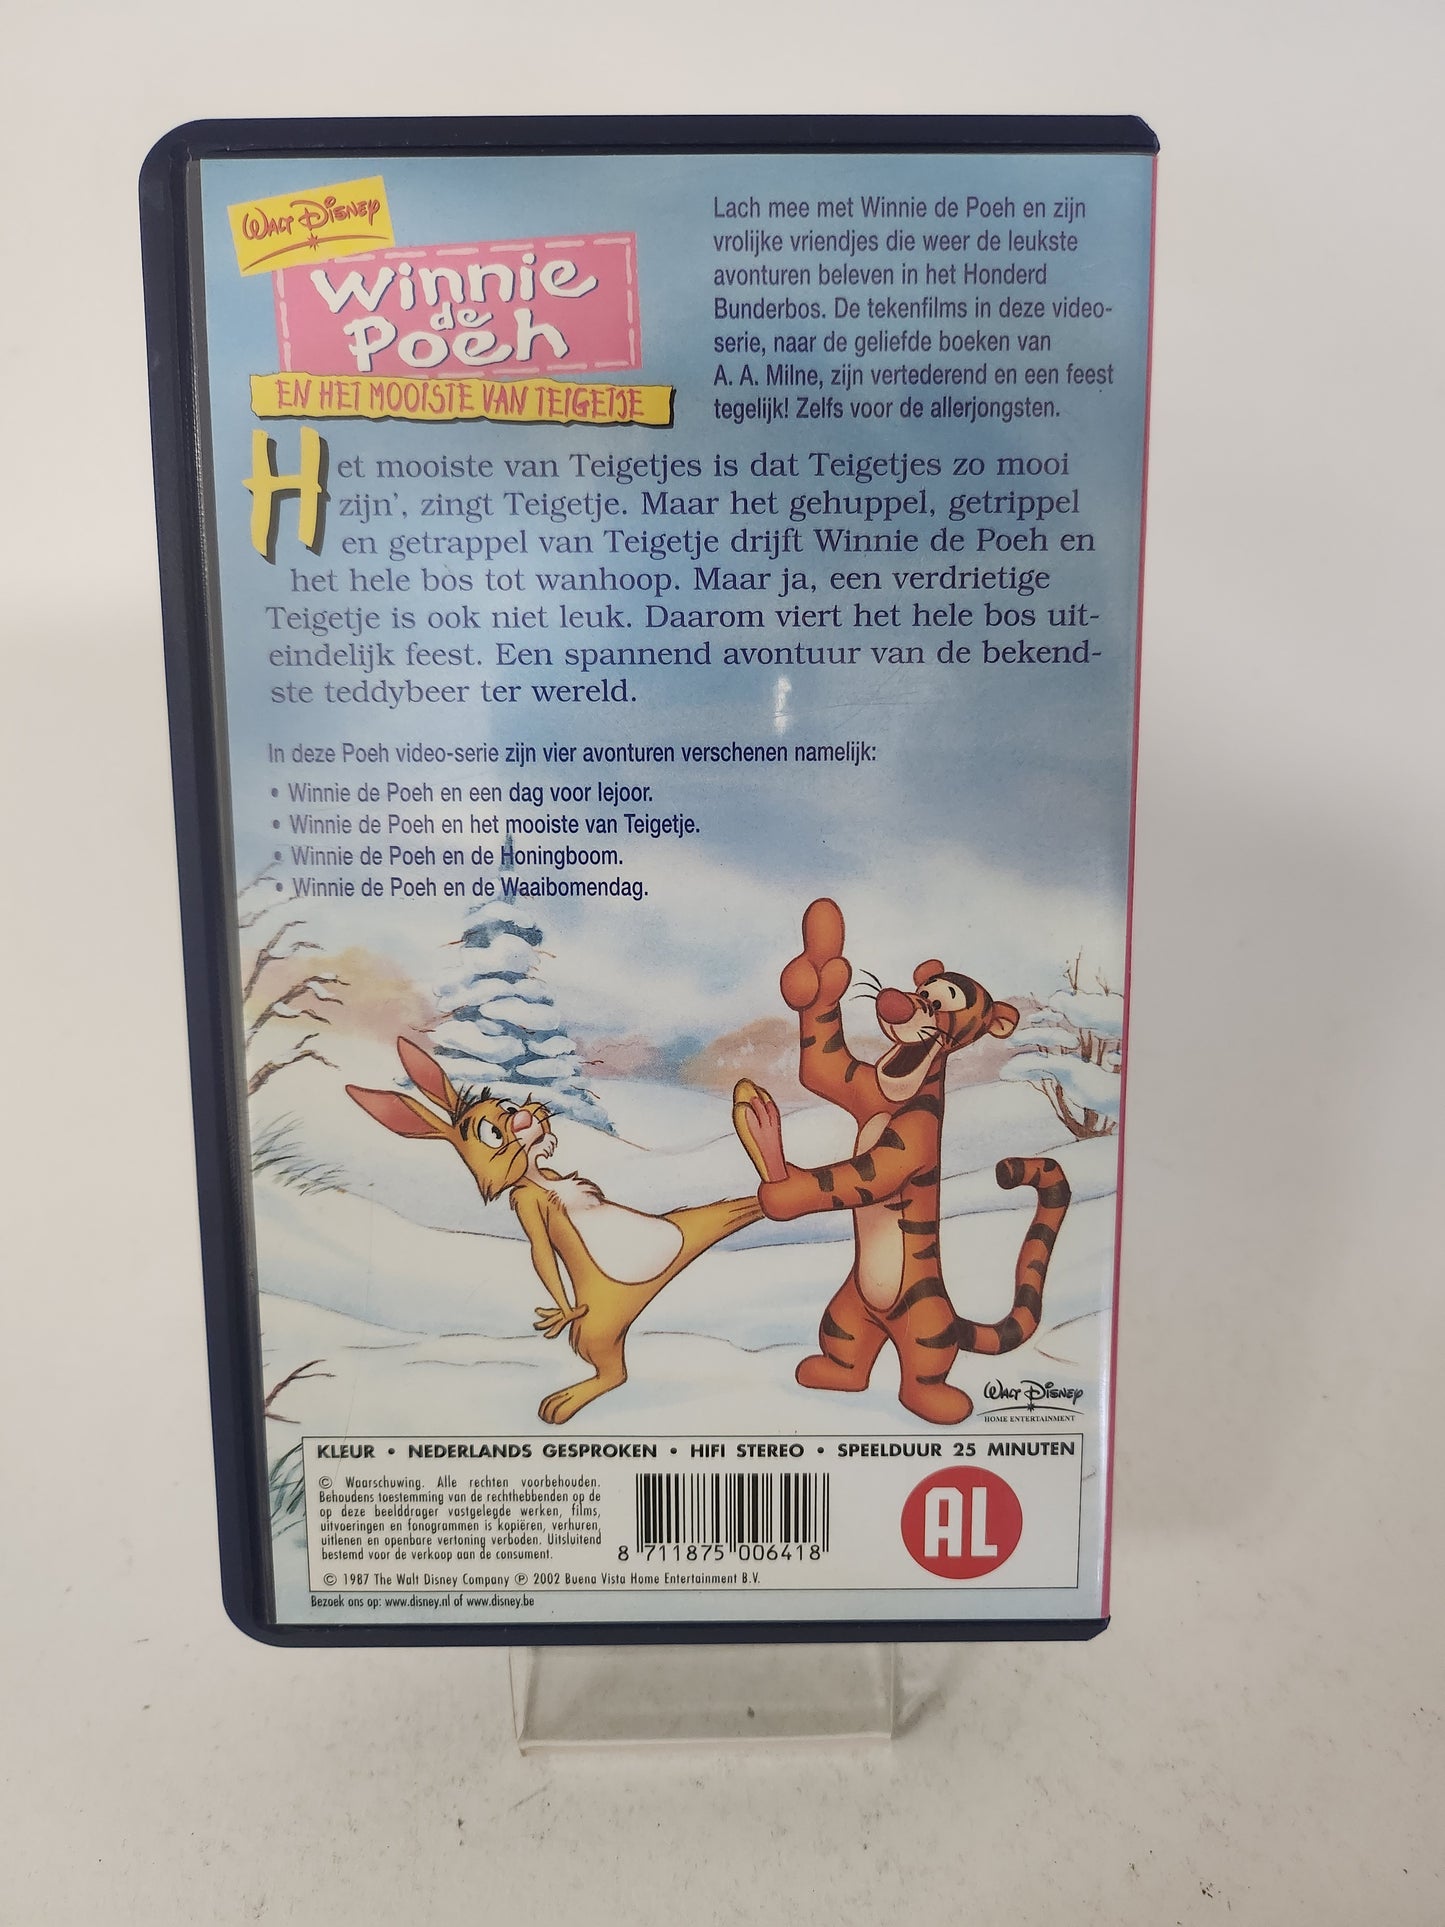 WALT DISNEY
Winnie
de
Poeh
EN HET MOOISTE VAN TEIGETJE
Lach mee met Winnie de Poeh en zijn
vrolijke vriendjes die weer de leukste
avonturen beleven in het Honderd
Bunderbos. De tekenfilms in deze video-
serie, naar de geliefde boeken van
A. A. Milne, zijn vertederend en een feest
tegelijk! Zelfs voor de allerjongsten.
Het mooiste van Teigetjes is dat Teigetjes zo mooi
zijn', zingt Teigetje. Maar het gehuppel, getrippel
en getrappel van Teigetje drijft Winnie de Poeh en
het hele bos tot wanhoop. Maar ja, een verdrietige
Teigetje is ook niet leuk. Daarom viert het hele bos uit-
eindelijk feest. Een spannend avontuur van de bekend-
ste teddybeer ter wereld.
In deze Poeh video-serie zijn vier avonturen verschenen namelijk:
• Winnie de Poeh en een dag voor Iejoor.
• Winnie de Poeh en het mooiste van Teigetje.
• Winnie de Poeh en de Honingboom.
• Winnie de Poeh en de Waaibomendag.
WALT DISNEY
HOME ENTERTAINMENT
KLEUR • NEDERLANDS GESPROKEN • HIFI STEREO • SPEELDUUR 25 MINUTEN
© Waarschuwing. Alle rechten voorbehouden.
Behoudens toestemming van de rechthebbenden op de
op deze beelddrager vastgelegde werken, films,
uitvoeringen en fonogrammen is kopiëren, verhuren,
uitlenen en openbare vertoning verboden. Uitsluitend
bestemd voor de verkoop aan de consument.
8 711875 006418
AL
© 1987 The Walt Disney Company ℗ 2002 Buena Vista Home Entertainment B.V.
Bezoek ons op: www.disney.nl of www.disney.be